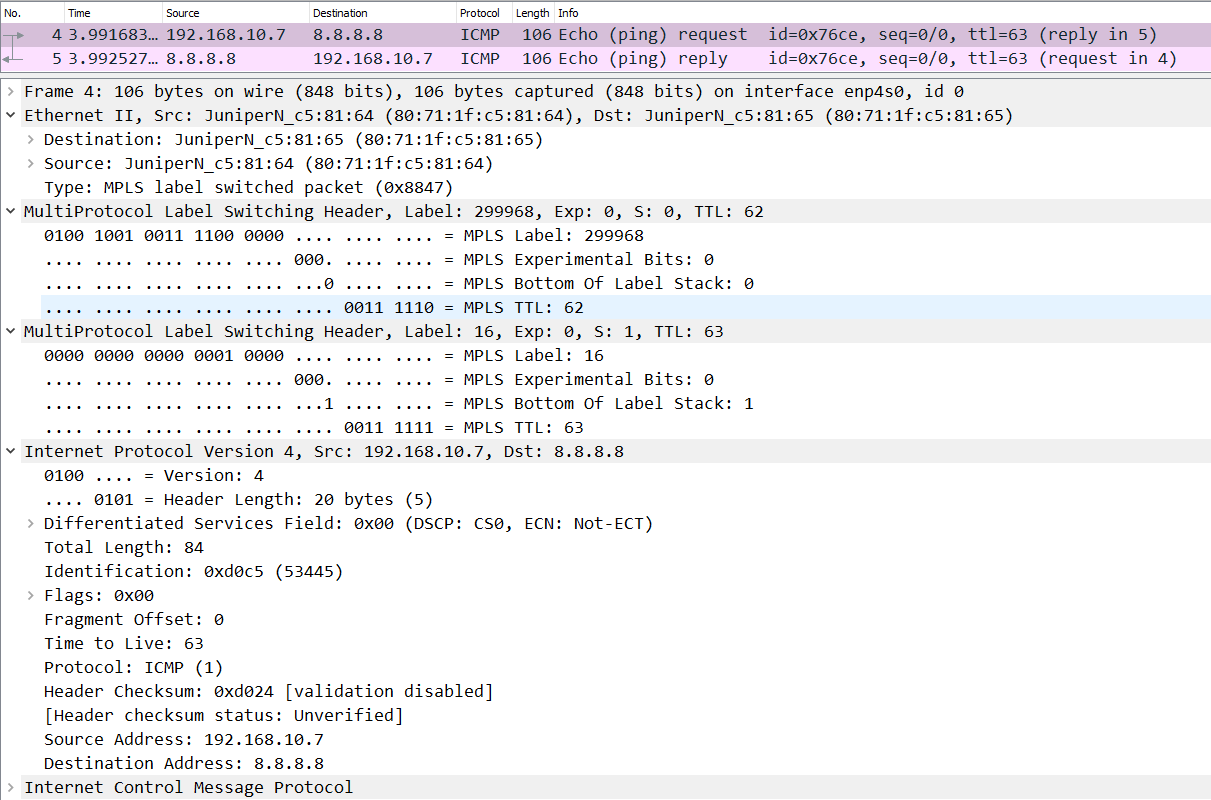 No. Time Source Destination Protocol Length Info
4 3.991683… 192.168.10.7 8.8.8.8 ICMP 106 Echo (ping) request id=0x76ce, seq=0/0, ttl=63 (reply in 5)
5 3.992527… 8.8.8.8 192.168.10.7 ICMP 106 Echo (ping) reply id=0x76ce, seq=0/0, ttl=63 (request in 4)
Frame 4: 106 bytes on wire (848 bits), 106 bytes captured (848 bits) on interface enp4s0, id 0
Ethernet II, Src: JuniperN_c5:81:64 (80:71:1f:c5:81:64), Dst: JuniperN_c5:81:65 (80:71:1f:c5:81:65)
Destination: JuniperN_c5:81:65 (80:71:1f:c5:81:65)
Source: JuniperN_c5:81:64 (80:71:1f:c5:81:64)
Type: MPLS label switched packet (0x8847)
MultiProtocol Label Switching Header, Label: 299968, Exp: 0, S: 0, TTL: 62
0100 1001 0011 1100 0000 .... .... .... = MPLS Label: 299968
.... .... .... .... .... 000. .... .... = MPLS Experimental Bits: 0
.... .... .... .... .... ...0 .... .... = MPLS Bottom Of Label Stack: 0
.... .... .... .... .... .... 0011 1110 = MPLS TTL: 62
MultiProtocol Label Switching Header, Label: 16, Exp: 0, S: 1, TTL: 63
0000 0000 0000 0001 0000 .... .... .... = MPLS Label: 16
.... .... .... .... .... 000. .... .... = MPLS Experimental Bits: 0
.... .... .... .... .... ...1 .... .... = MPLS Bottom Of Label Stack: 1
.... .... .... .... .... .... 0011 1111 = MPLS TTL: 63
Internet Protocol Version 4, Src: 192.168.10.7, Dst: 8.8.8.8
0100 .... = Version: 4
.... 0101 = Header Length: 20 bytes (5)
Differentiated Services Field: 0x00 (DSCP: CS0, ECN: Not-ECT)
Total Length: 84
Identification: 0xd0c5 (53445)
Flags: 0x00
Fragment Offset: 0
Time to Live: 63
Protocol: ICMP (1)
Header Checksum: 0xd024 [validation disabled]
[Header checksum status: Unverified]
Source Address: 192.168.10.7
Destination Address: 8.8.8.8
Internet Control Message Protocol